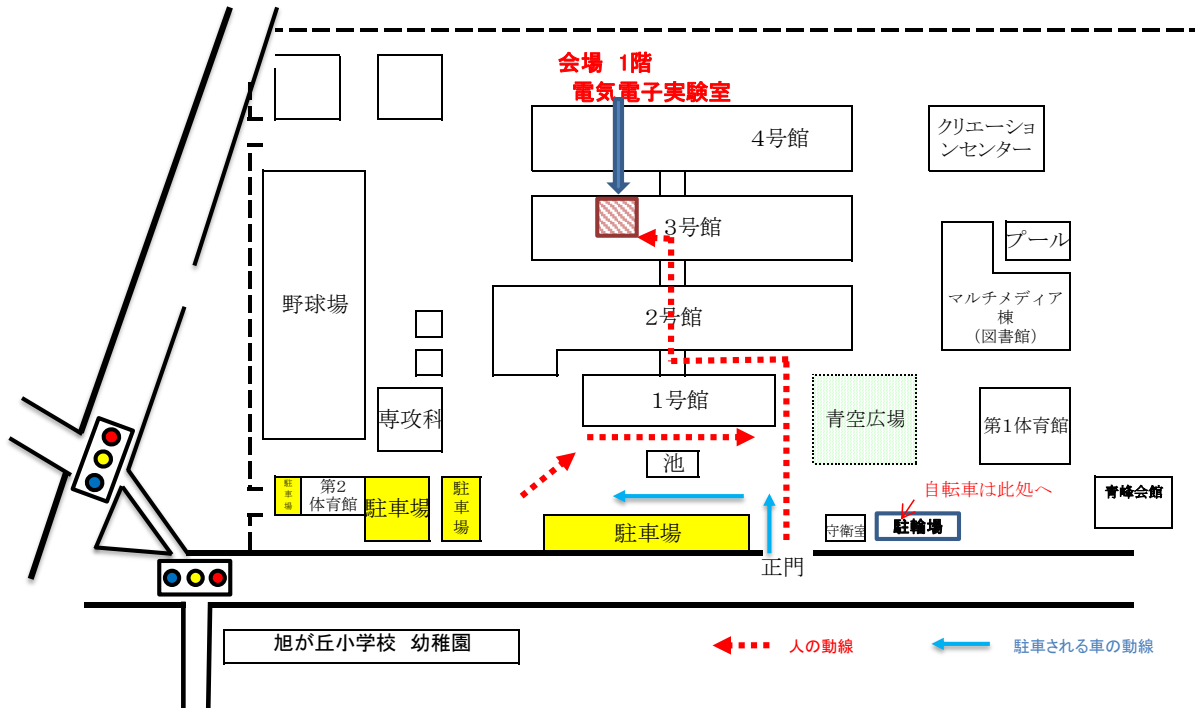 会場 1階
電気電子実験室
4号館
クリエーショ
ンセンター
3号館
プール
野球場
2号館
マルチメディア
棟
(図書館)
1号館
専攻科
青空広場
第1体育館
池
駐
車
場
第2
体育館
駐車場
駐
車
場
自転車は此処へ
青峰会館
駐車場
守衛室
駐輪場
正門
旭が丘小学校 幼稚園
人の動線
駐車される車の動線